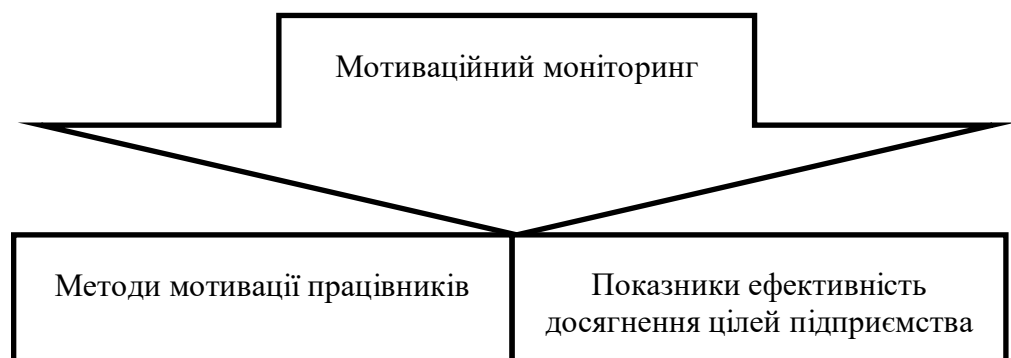 Мотиваційний моніторинг
Методи мотивації працівників
Показники ефективність
досягнення цілей підприємства